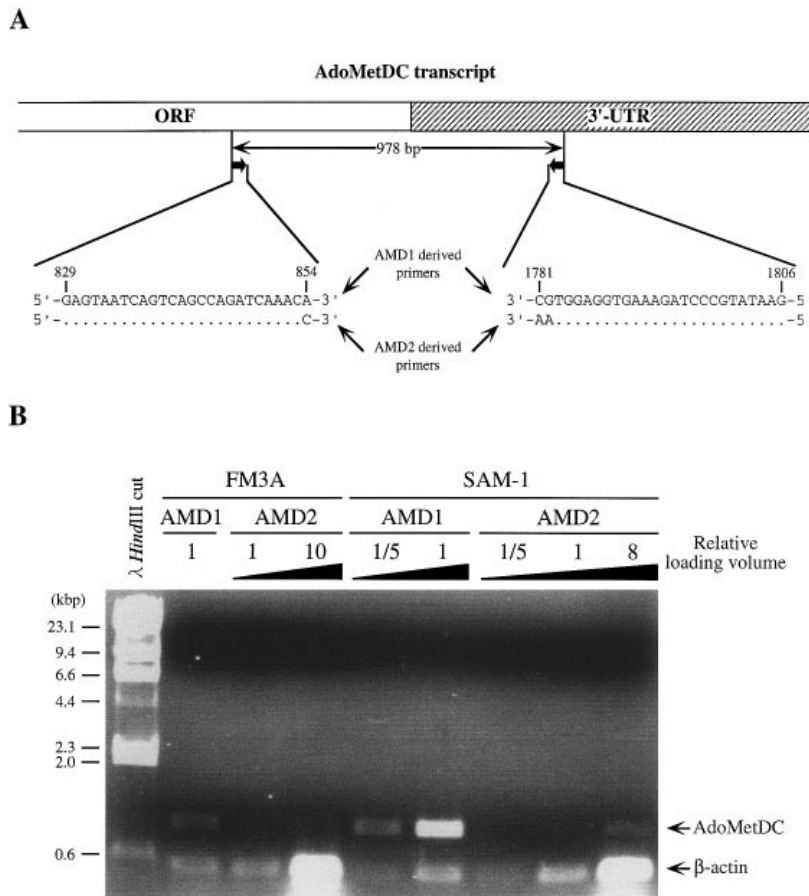 A
AdoMetDC transcript
ORF
3'-UTR
978 bp
829 854
AMD1 derived primers
1781 1806
5'-GAGTAATCAGTCAGCCAGATCAAACA-3'
3'-CGTGGAGGTGAAAGATCCCGTATAAG-5
5'-.........................C-3'
3'-AA........................-5
AMD2 derived primers
B
λ HindIII cut
FM3A SAM-1
AMD1 AMD2 AMD1 AMD2
1 1 10 1/5 1 1/5 1 8
Relative loading volume
(kbp)
23.1
9.4
6.6
4.4
2.3
2.0
0.6
AdoMetDC
β-actin